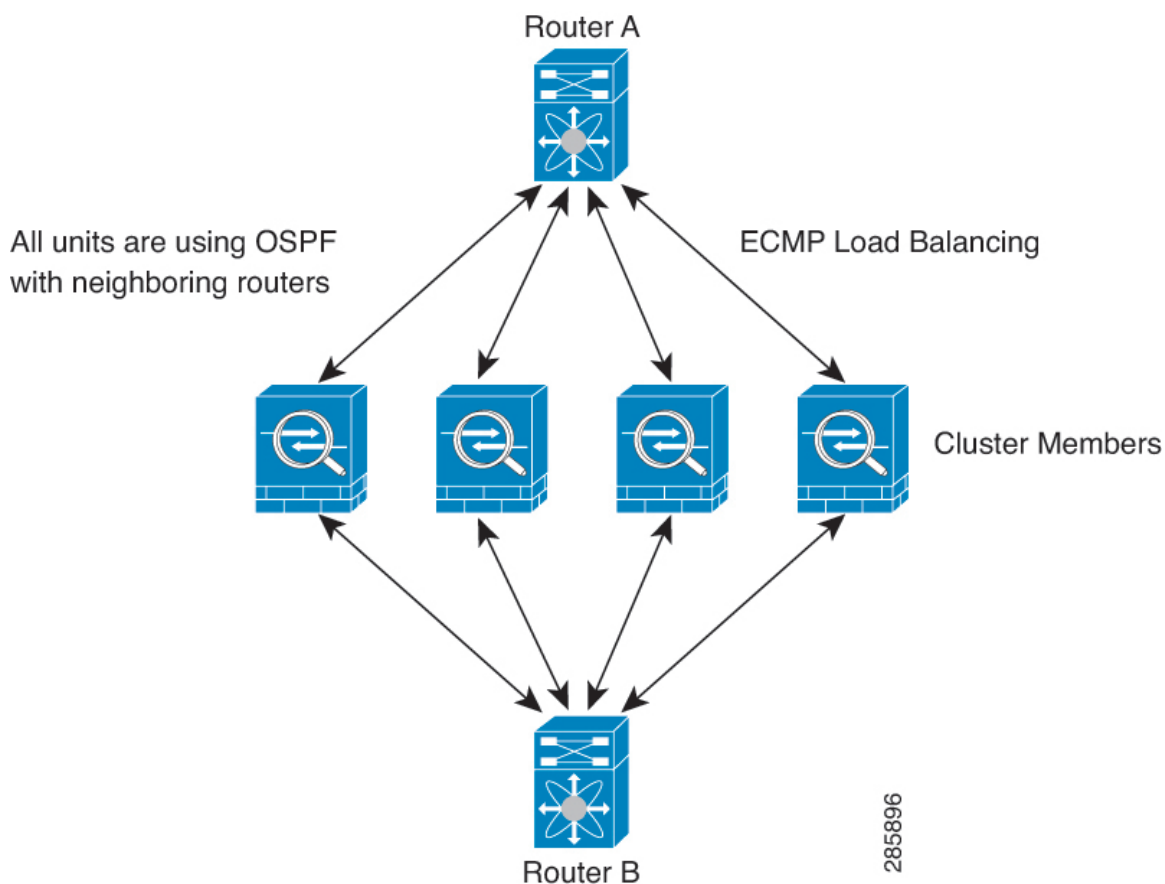 Router A
All units are using OSPF
with neighboring routers
ECMP Load Balancing
Cluster Members
285896
Router B